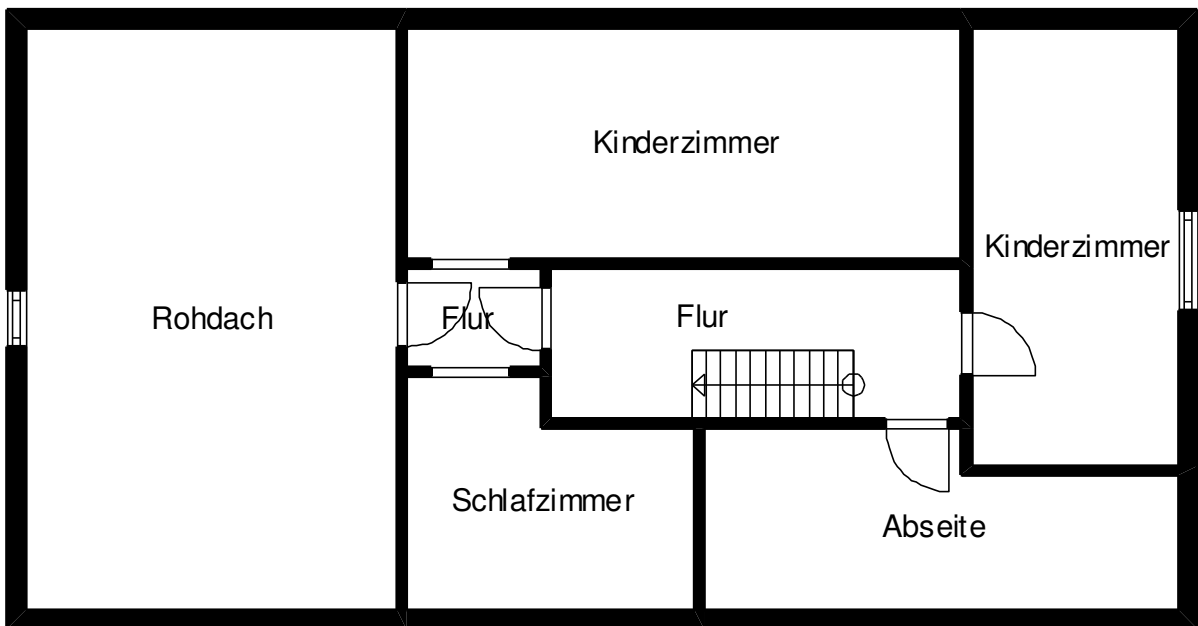 Kinderzimmer
Kinderzimmer
Rohdach
Flur
Flur
Schlafzimmer
Abseite